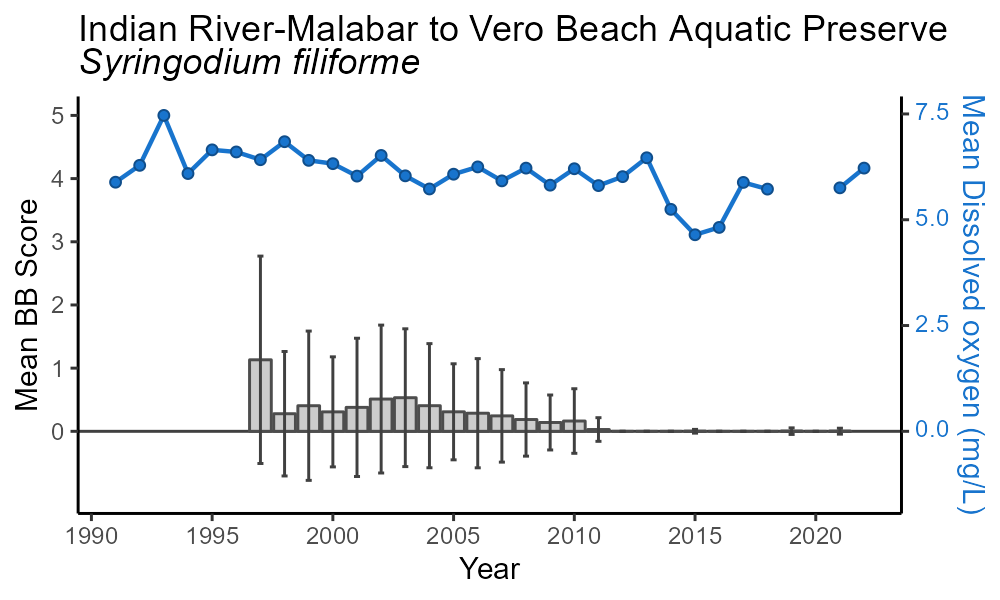 Indian River-Malabar to Vero Beach Aquatic Preserve
Syringodium filiforme
Mean BB Score
5
4
3
2
1
0
7.5
5.0
2.5
0.0
Mean Dissolved oxygen (mg/L)
1990 1995 2000 2005 2010 2015 2020
Year